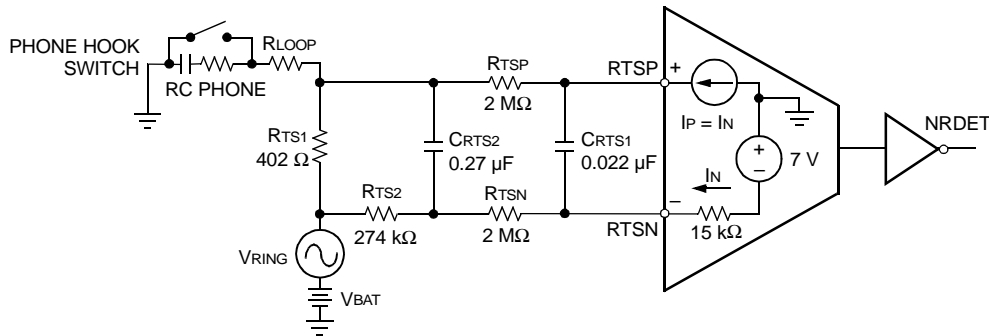 PHONE HOOK
SWITCH
RC PHONE
RLOOP
RTS1
402 Ω
RTS2
274 kΩ
VRING
VBAT
CRTS2
0.27 µF
RTSP
2 MΩ
RTSN
2 MΩ
CRTS1
0.022 µF
RTSP
+
IP = IN
+
−
7 V
IN
−
RTSN
15 kΩ
NRDET